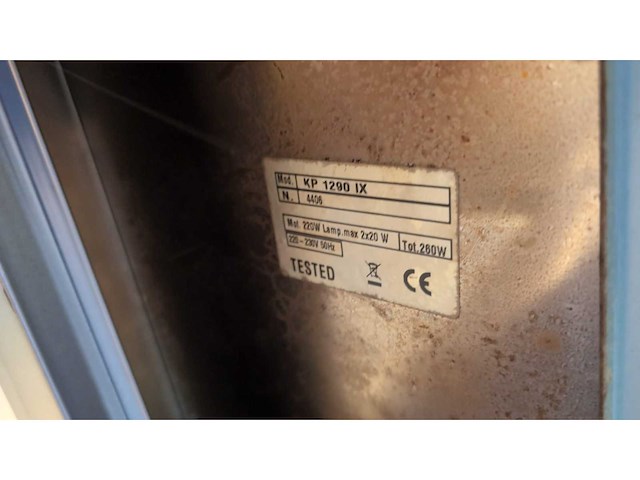 Mod. KP 1290 IX
N. 4406
Mot. 220W Lamp.max 2x20 W
220 - 230V 50Hz Tot.260W
TESTED CE